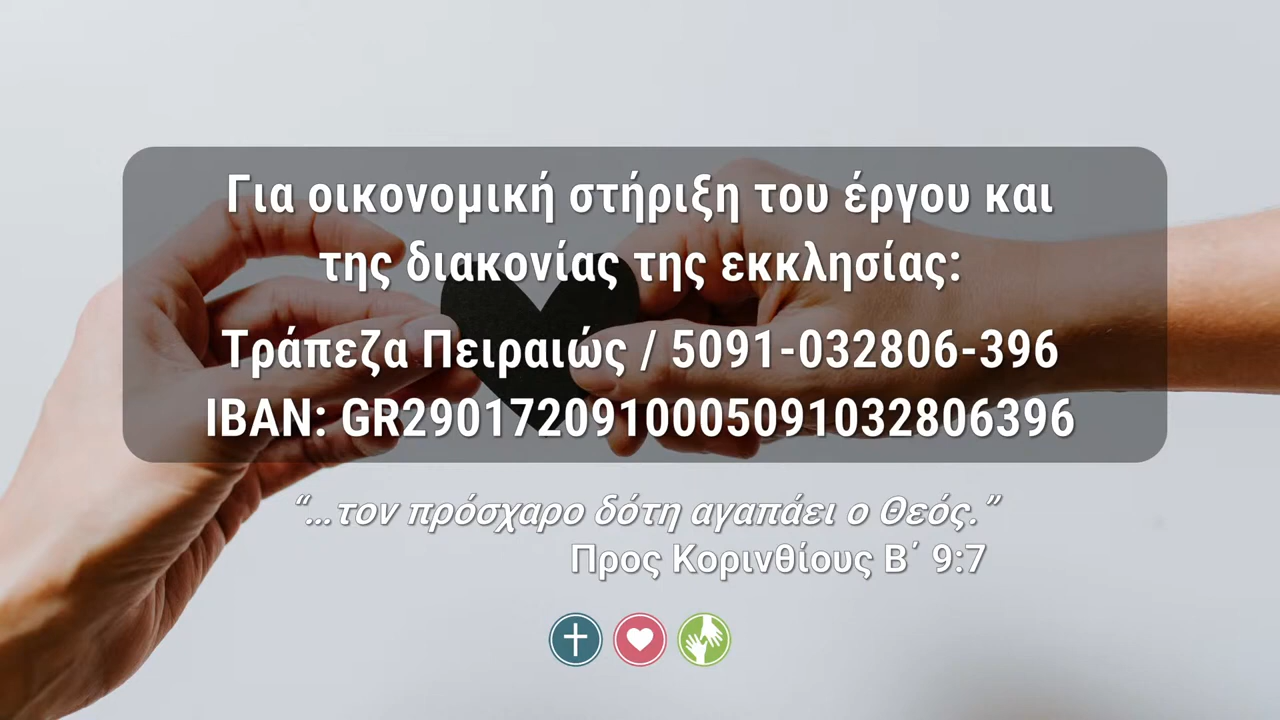 Για οικονομική στήριξη του έργου και
της διακονίας της εκκλησίας:
Τράπεζα Πειραιώς / 5091-032806-396
IBAN: GR2901720910005091032806396
“...τον πρόσχαρο δότη αγαπάει ο Θεός.”
Προς Κορινθίους Β΄ 9:7